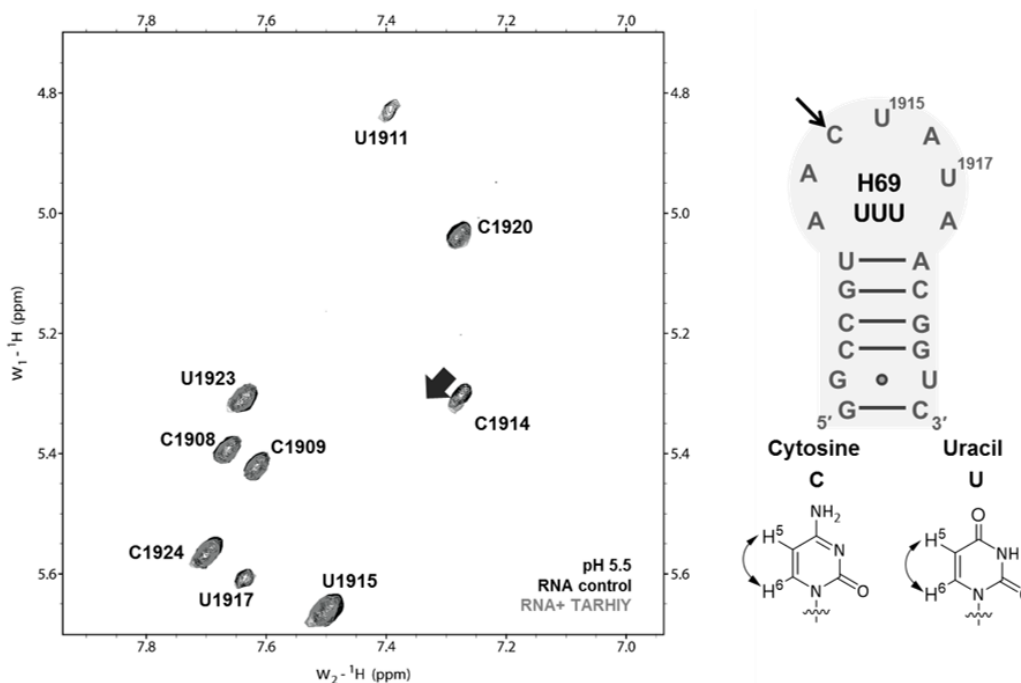 7.8 7.6 7.4 7.2 7.0
4.8 4.8
U1911
5.0 5.0
C1920
5.2 5.2
U1923
C1914
C1908
C1909
5.4 5.4
C1924
U1917
U1915
5.6 5.6
pH 5.5
RNA control
RNA+ TARHIY
7.8 7.6 7.4 7.2 7.0
W₂ - ¹H (ppm)
W₁ - ¹H (ppm)
C U 1915 A
A U 1917
H69
UUU
A A
U A
G C
C G
C G
G U
5′ G C 3′
Cytosine Uracil
C U
NH₂ O
H⁵ H⁵
N NH
H⁶ H⁶
N O N O